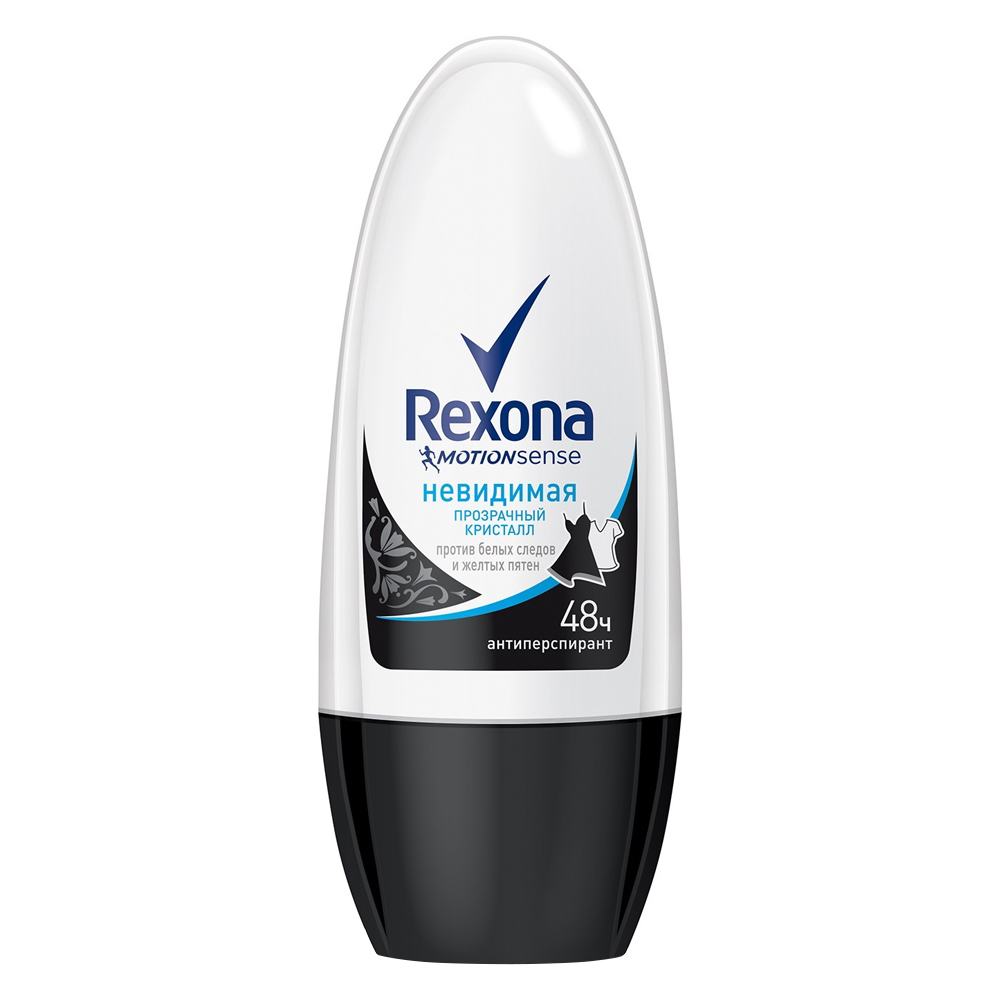 Rexona
MOTIONsense
невидимая
ПРОЗРАЧНЫЙ
КРИСТАЛЛ
против белых следов
и желтых пятен
48ч
антиперспирант